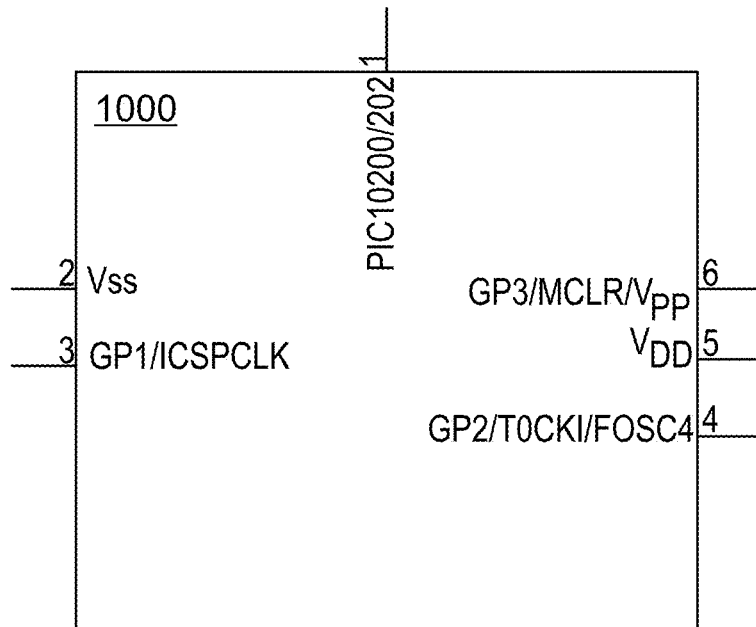 1
1000
PIC10200/202
2 Vss
GP3/MCLR/VPP 6
VDD 5
3 GP1/ICSPCLK
GP2/T0CKI/FOSC4 4